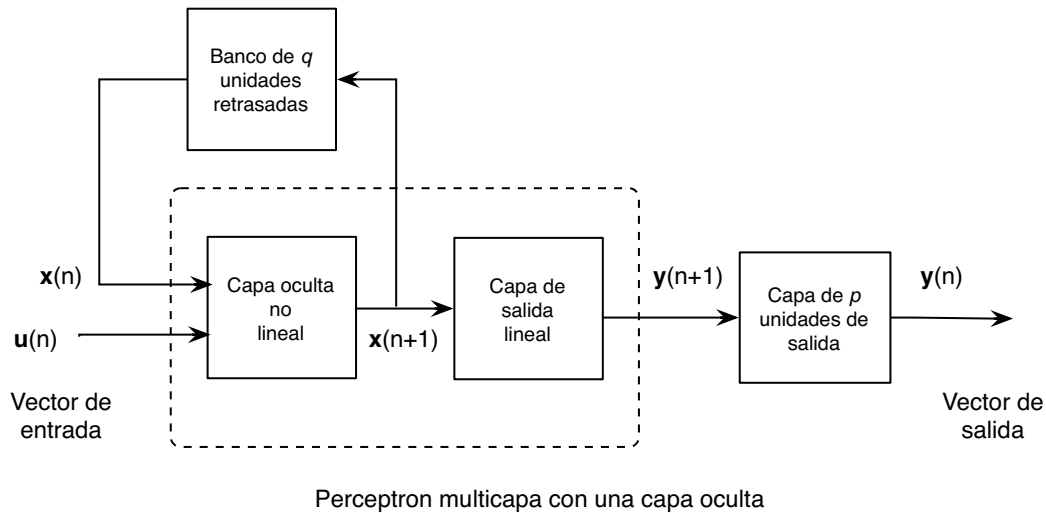 Banco de q
unidades
retrasadas
x(n)
u(n)
Vector de
entrada
Capa oculta
no
lineal
x(n+1)
Capa de
salida
lineal
y(n+1)
Capa de p
unidades de
salida
y(n)
Vector de
salida
Perceptron multicapa con una capa oculta